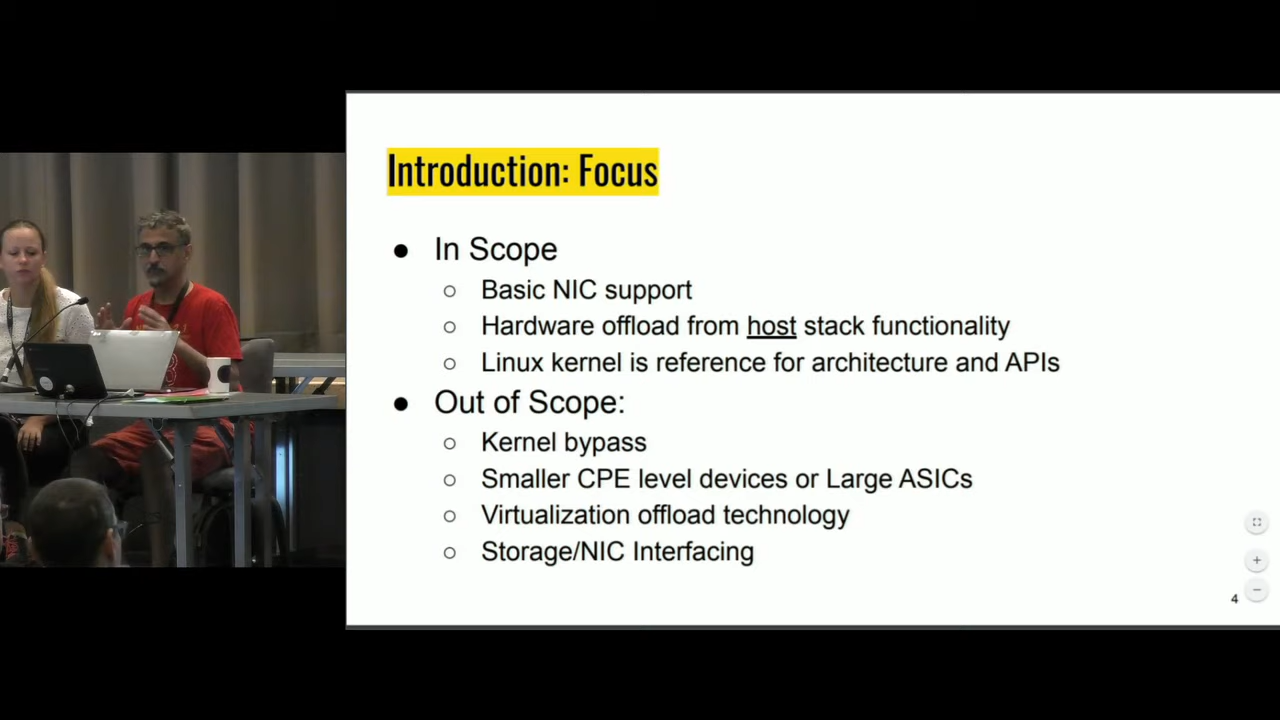 Introduction: Focus
● In Scope
○ Basic NIC support
○ Hardware offload from host stack functionality
○ Linux kernel is reference for architecture and APIs
● Out of Scope:
○ Kernel bypass
○ Smaller CPE level devices or Large ASICs
○ Virtualization offload technology
○ Storage/NIC Interfacing
4